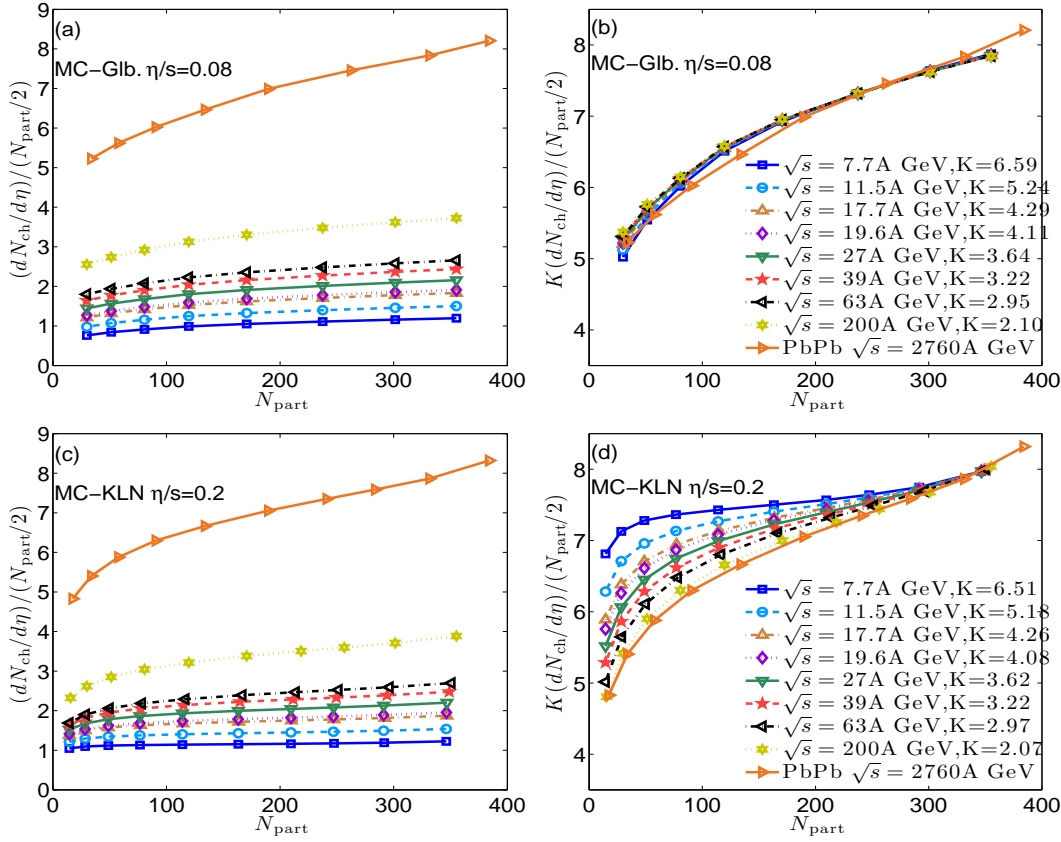 (a)
MC−Glb. η/s=0.08
(dN_ch/dη)/(N_part/2)
9
8
7
6
5
4
3
2
1
0
0 100 200 300 400
N_part
(b)
MC−Glb. η/s=0.08
K(dN_ch/dη)/(N_part/2)
8
7
6
5
4
√s = 7.7A GeV,K=6.59
√s = 11.5A GeV,K=5.24
√s = 17.7A GeV,K=4.29
√s = 19.6A GeV,K=4.11
√s = 27A GeV,K=3.64
√s = 39A GeV,K=3.22
√s = 63A GeV,K=2.95
√s = 200A GeV,K=2.10
PbPb √s = 2760A GeV
0 100 200 300 400
N_part
(c)
MC−KLN η/s=0.2
(dN_ch/dη)/(N_part/2)
9
8
7
6
5
4
3
2
1
0
0 100 200 300 400
N_part
(d)
MC−KLN η/s=0.2
K(dN_ch/dη)/(N_part/2)
8
7
6
5
4
√s = 7.7A GeV,K=6.51
√s = 11.5A GeV,K=5.18
√s = 17.7A GeV,K=4.26
√s = 19.6A GeV,K=4.08
√s = 27A GeV,K=3.62
√s = 39A GeV,K=3.22
√s = 63A GeV,K=2.97
√s = 200A GeV,K=2.07
PbPb √s = 2760A GeV
0 100 200 300 400
N_part